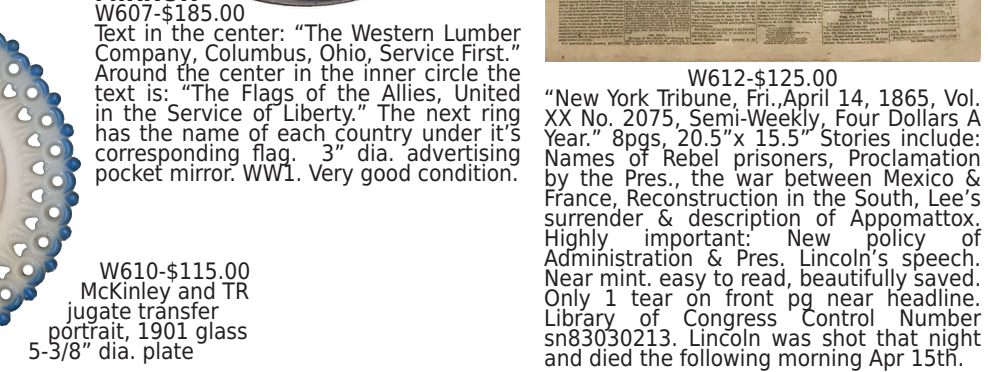 W607-$185.00
Text in the center: “The Western Lumber
Company, Columbus, Ohio, Service First.”
Around the center in the inner circle the
text is: “The Flags of the Allies, United
in the Service of Liberty.” The next ring
has the name of each country under it’s
corresponding flag. 3” dia. advertising
pocket mirror. WW1. Very good condition.
W610-$115.00
McKinley and TR
jugate transfer
portrait, 1901 glass
5-3/8” dia. plate
W612-$125.00
“New York Tribune, Fri.,April 14, 1865, Vol.
XX No. 2075, Semi-Weekly, Four Dollars A
Year.” 8pgs, 20.5”x 15.5” Stories include:
Names of Rebel prisoners, Proclamation
by the Pres., the war between Mexico &
France, Reconstruction in the South, Lee’s
surrender & description of Appomattox.
Highly important: New policy of
Administration & Pres. Lincoln’s speech.
Near mint. easy to read, beautifully saved.
Only 1 tear on front pg near headline.
Library of Congress Control Number
sn83030213. Lincoln was shot that night
and died the following morning Apr 15th.